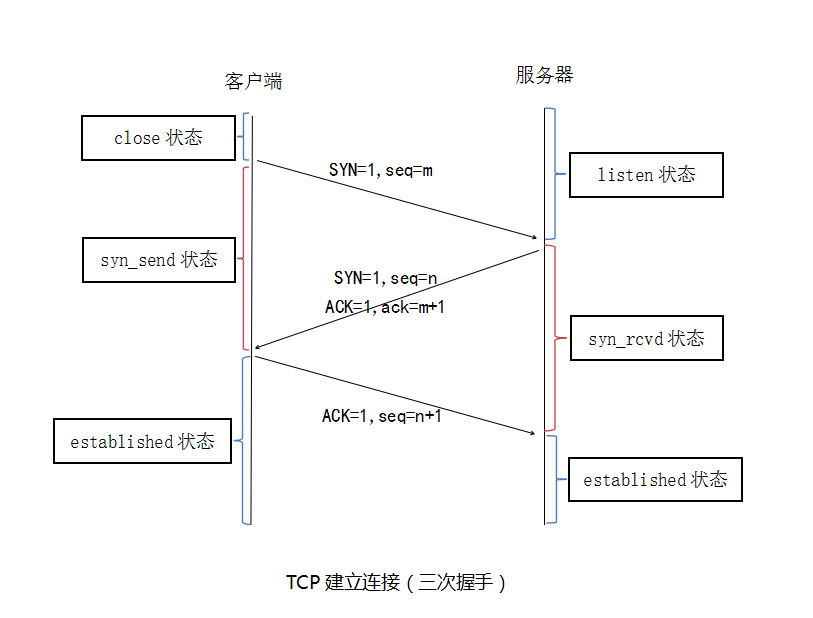 客户端
服务器
close 状态
SYN=1,seq=m
listen 状态
syn_send 状态
SYN=1,seq=n
ACK=1,ack=m+1
syn_rcvd 状态
ACK=1,seq=n+1
established 状态
established 状态
TCP 建立连接（三次握手）